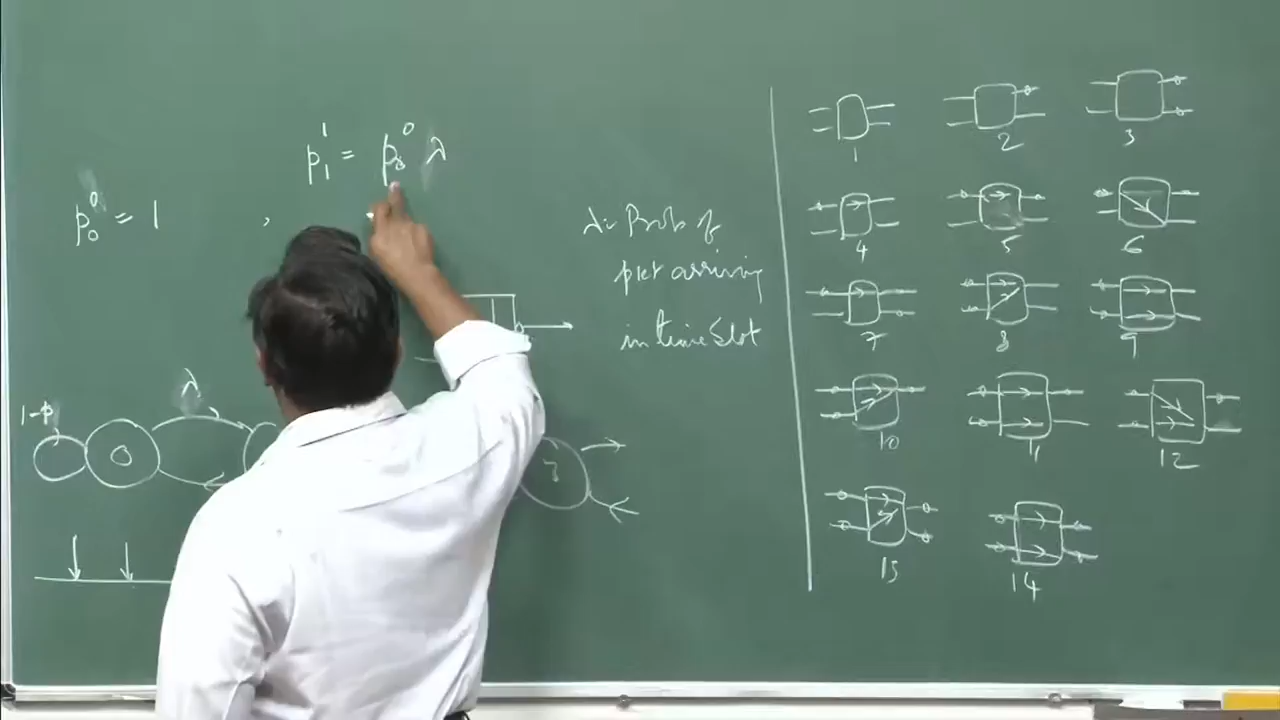 p₁¹ = p₀⁰ λ
p₀⁰ = 1 ,
λ: Prob of
pkt arriving
in time slot
λ
1-p
0
3
1 2 3
4 5 6
7 8 9
10 11 12
13 14